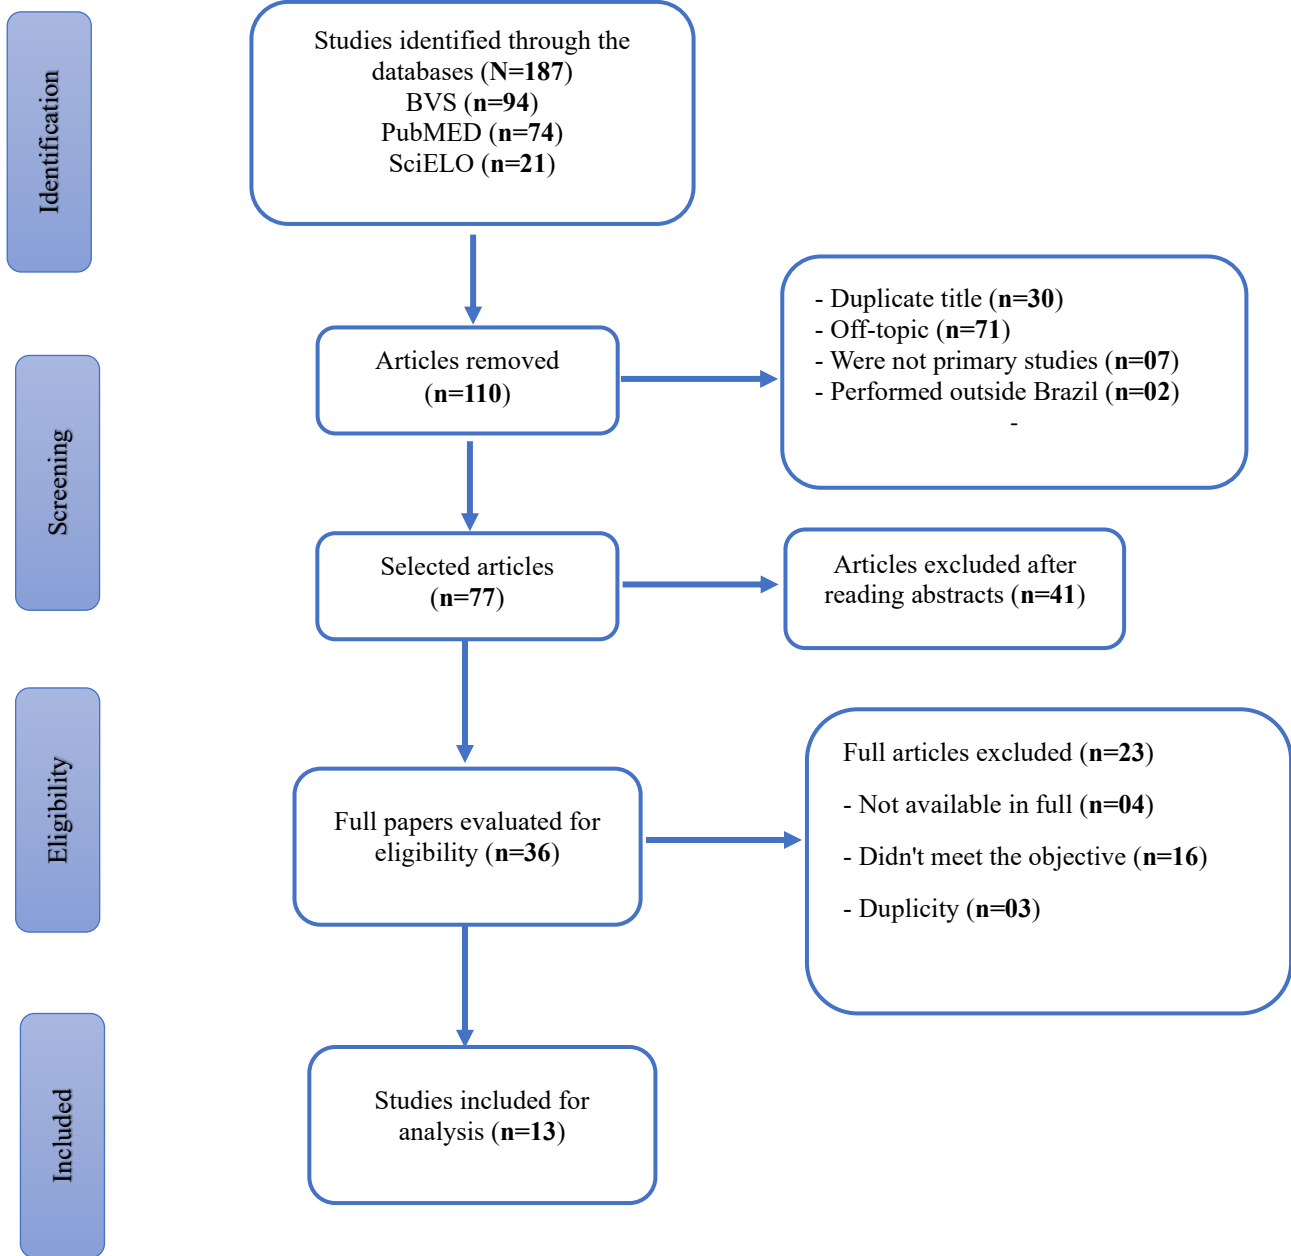 Identification
Studies identified through the
databases (N=187)
BVS (n=94)
PubMED (n=74)
SciELO (n=21)
- Duplicate title (n=30)
- Off-topic (n=71)
- Were not primary studies (n=07)
- Performed outside Brazil (n=02)
-
Articles removed
(n=110)
Screening
Selected articles
(n=77)
Articles excluded after
reading abstracts (n=41)
Eligibility
Full papers evaluated for
eligibility (n=36)
Full articles excluded (n=23)
- Not available in full (n=04)
- Didn't meet the objective (n=16)
- Duplicity (n=03)
Included
Studies included for
analysis (n=13)